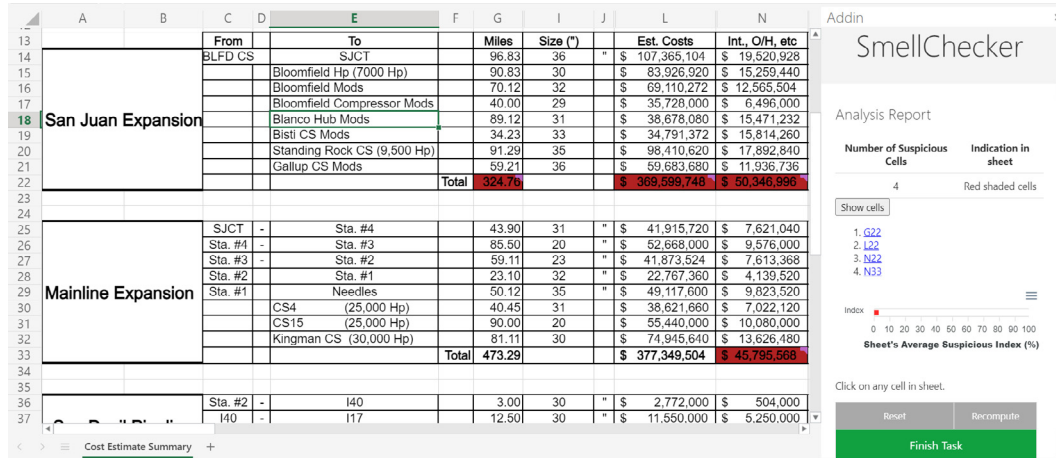 A B C D E F G I J L N
13 From To Miles Size (") Est. Costs Int., O/H, etc
14 BLFD CS SJCT 96.83 36 " $ 107,365,104 $ 19,520,928
15 Bloomfield Hp (7000 Hp) 90.83 30 $ 83,926,920 $ 15,259,440
16 Bloomfield Mods 70.12 32 $ 69,110,272 $ 12,565,504
17 Bloomfield Compressor Mods 40.00 29 $ 35,728,000 $ 6,496,000
18 San Juan Expansion Blanco Hub Mods 89.12 31 $ 38,678,080 $ 15,471,232
19 Bisti CS Mods 34.23 33 $ 34,791,372 $ 15,814,260
20 Standing Rock CS (9,500 Hp) 91.29 35 $ 98,410,620 $ 17,892,840
21 Gallup CS Mods 59.21 36 $ 59,683,680 $ 11,936,736
22 Total 324.76 $ 369,599,748 $ 50,346,996
23
24
25 SJCT - Sta. #4 43.90 31 " $ 41,915,720 $ 7,621,040
26 Sta. #4 - Sta. #3 85.50 20 " $ 52,668,000 $ 9,576,000
27 Sta. #3 - Sta. #2 59.11 23 " $ 41,873,524 $ 7,613,368
28 Sta. #2 Sta. #1 23.10 32 " $ 22,767,360 $ 4,139,520
29 Mainline Expansion Sta. #1 Needles 50.12 35 " $ 49,117,600 $ 9,823,520
30 CS4 (25,000 Hp) 40.45 31 $ 38,621,660 $ 7,022,120
31 CS15 (25,000 Hp) 90.00 20 $ 55,440,000 $ 10,080,000
32 Kingman CS (30,000 Hp) 81.11 30 $ 74,945,640 $ 13,626,480
33 Total 473.29 $ 377,349,504 $ 45,795,568
34
35
36 Sta. #2 - I40 3.00 30 " $ 2,772,000 $ 504,000
37 I40 - I17 12.50 30 " $ 11,550,000 $ 5,250,000
Cost Estimate Summary +
Addin
SmellChecker
Analysis Report
Number of Suspicious Cells Indication in sheet
4 Red shaded cells
Show cells
1. G22
2. L22
3. N22
4. N33
Index
0 10 20 30 40 50 60 70 80 90 100
Sheet's Average Suspicious Index (%)
Click on any cell in sheet.
Reset Recompute
Finish Task